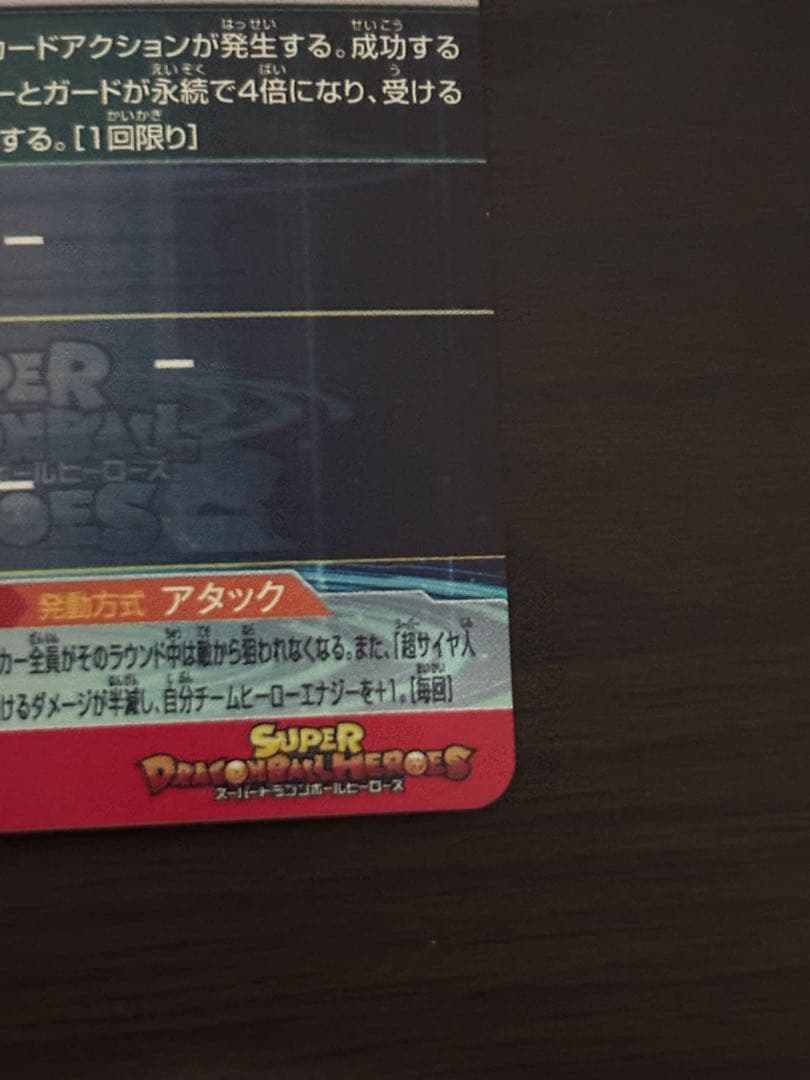 カードアクションが発生する。成功する
ーとガードが永続で4倍になり、受ける
する。[1回限り]
発動方式 アタック
カー全員がそのラウンド中は敵から狙われなくなる。また、「超サイヤ人
けるダメージが半減し、自分チームヒーローエナジーを+1。[毎回]
SUPER
DRAGONBALL HEROES
スーパードラゴンボールヒーローズ